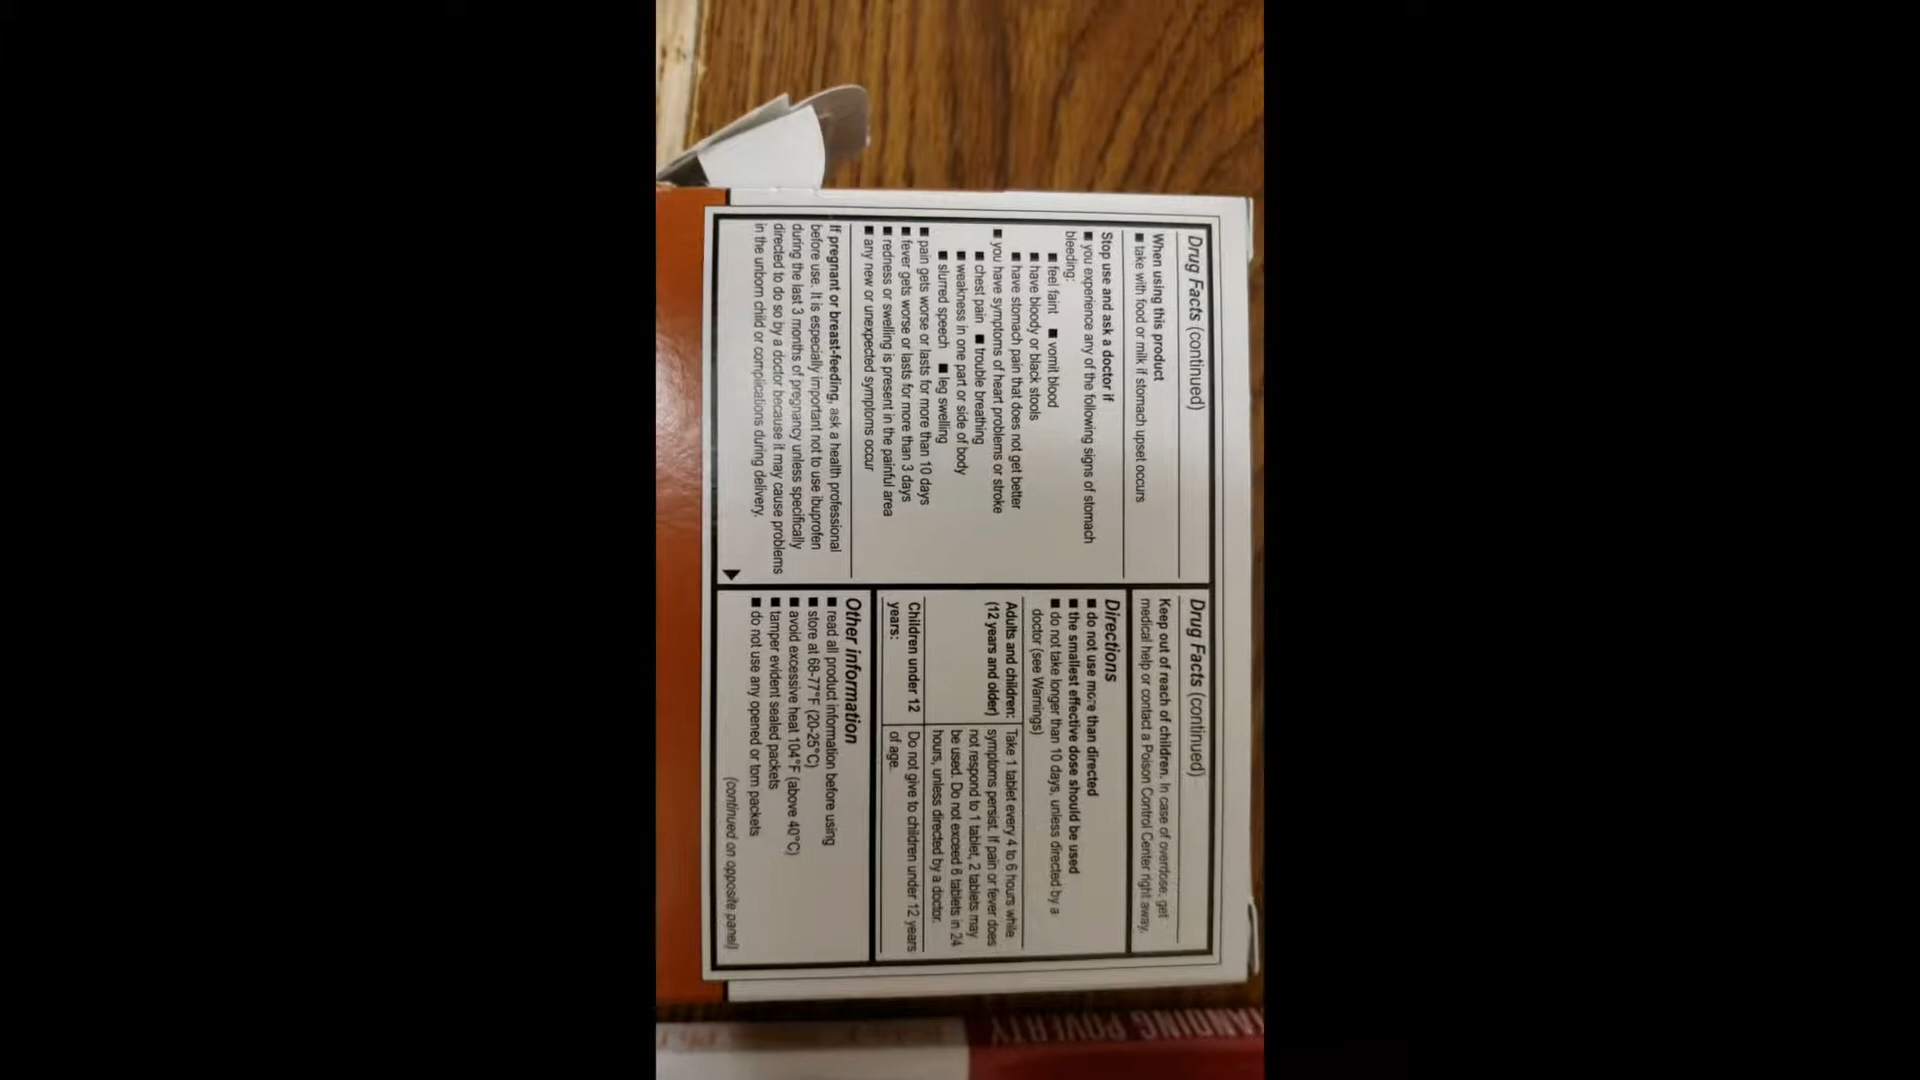 Drug Facts (continued)
When using this product
■ take with food or milk if stomach upset occurs
Stop use and ask a doctor if
■ you experience any of the following signs of stomach
bleeding:
■ feel faint ■ vomit blood
■ have bloody or black stools
■ have stomach pain that does not get better
■ you have symptoms of heart problems or stroke
■ chest pain ■ trouble breathing
■ weakness in one part or side of body
■ slurred speech ■ leg swelling
■ pain gets worse or lasts for more than 10 days
■ fever gets worse or lasts for more than 3 days
■ redness or swelling is present in the painful area
■ any new or unexpected symptoms occur
If pregnant or breast-feeding, ask a health professional
before use. It is especially important not to use ibuprofen
during the last 3 months of pregnancy unless specifically
directed to do so by a doctor because it may cause problems
in the unborn child or complications during delivery.
Drug Facts (continued)
Keep out of reach of children. In case of overdose, get
medical help or contact a Poison Control Center right away.
Directions
■ do not use more than directed
■ the smallest effective dose should be used
■ do not take longer than 10 days, unless directed by a
doctor (see Warnings)
Adults and children:
(12 years and older)
Take 1 tablet every 4 to 6 hours while
symptoms persist. If pain or fever does
not respond to 1 tablet, 2 tablets may
be used. Do not exceed 6 tablets in 24
hours, unless directed by a doctor.
Children under 12
years:
Do not give to children under 12 years
of age.
Other information
■ read all product information before using
■ store at 68-77°F (20-25°C)
■ avoid excessive heat 104°F (above 40°C)
■ tamper evident sealed packets
■ do not use any opened or torn packets
(continued on opposite panel)
POVERTY